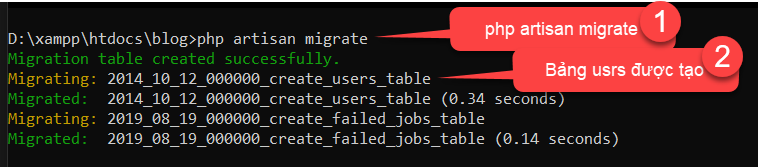 D:\xampp\htdocs\blog>php artisan migrate
php artisan migrate
1
Migration table created successfully.
Migrating: 2014_10_12_000000_create_users_table
Bảng usrs được tạo
2
Migrated: 2014_10_12_000000_create_users_table (0.34 seconds)
Migrating: 2019_08_19_000000_create_failed_jobs_table
Migrated: 2019_08_19_000000_create_failed_jobs_table (0.14 seconds)